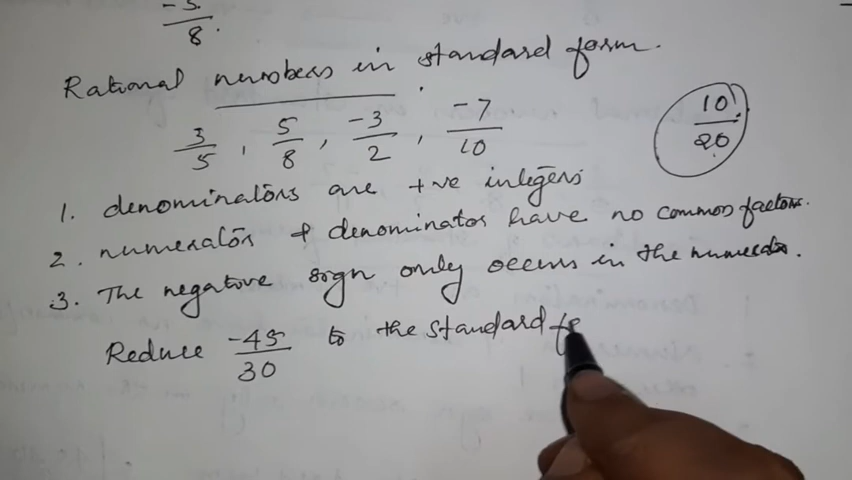 -5/8.
Rational numbers in standard form.
3/5, 5/8, -3/2, -7/10
10/20
1. denominators are +ve integers
2. numerator & denominator have no common factors.
3. The negative sign only occurs in the numerator.
Reduce -45/30 to the standard fo